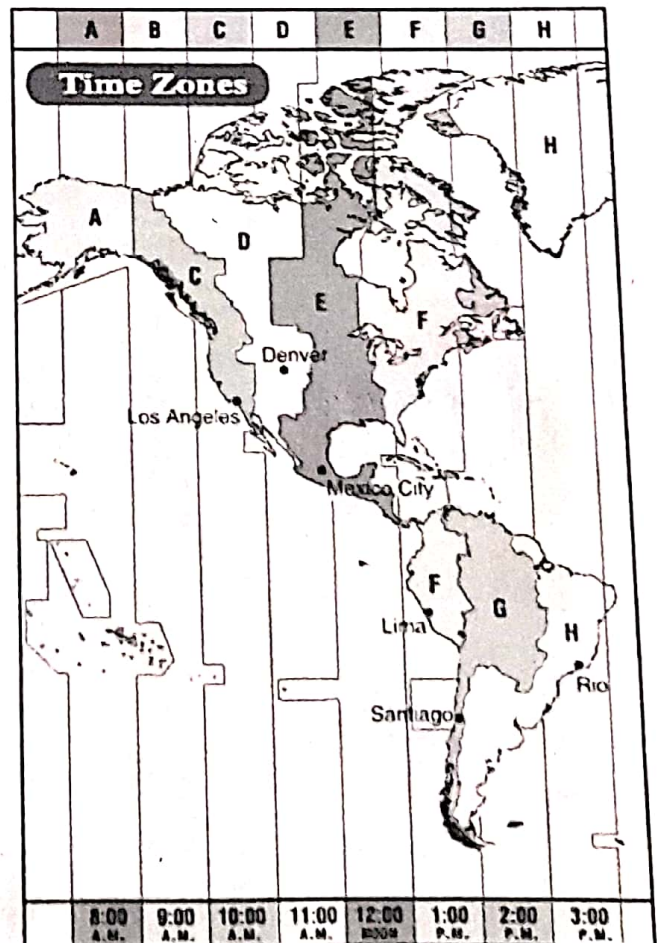 A B C D E F G H
Time Zones
H
A
D
C
E
F
Denver
Los Angeles
Mexico City
F
G
Lima
H
Rio
Santiago
8:00 9:00 10:00 11:00 12:00 1:00 2:00 3:00
A.M. A.M. A.M. A.M. NOON P.M. P.M. P.M.